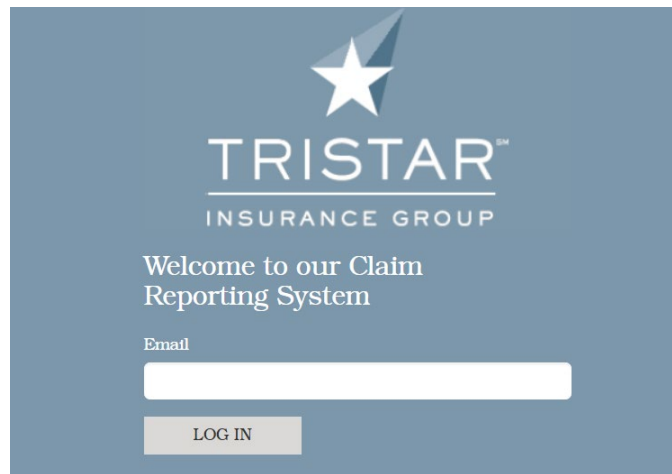 TRISTAR℠
INSURANCE GROUP
Welcome to our Claim
Reporting System
Email
LOG IN